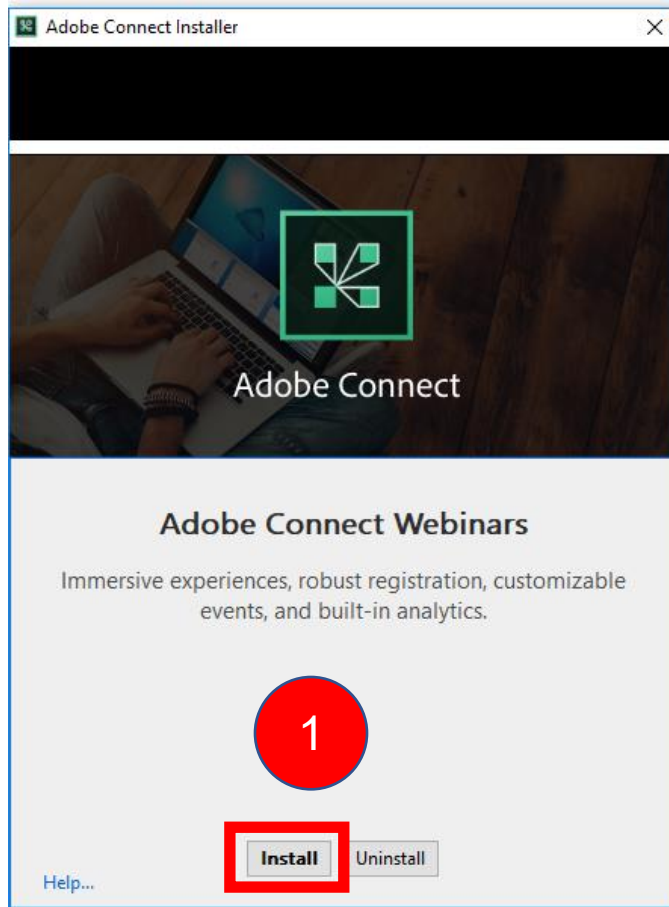 Adobe Connect Installer
Adobe Connect
Adobe Connect Webinars
Immersive experiences, robust registration, customizable
events, and built-in analytics.
1
Install Uninstall
Help...